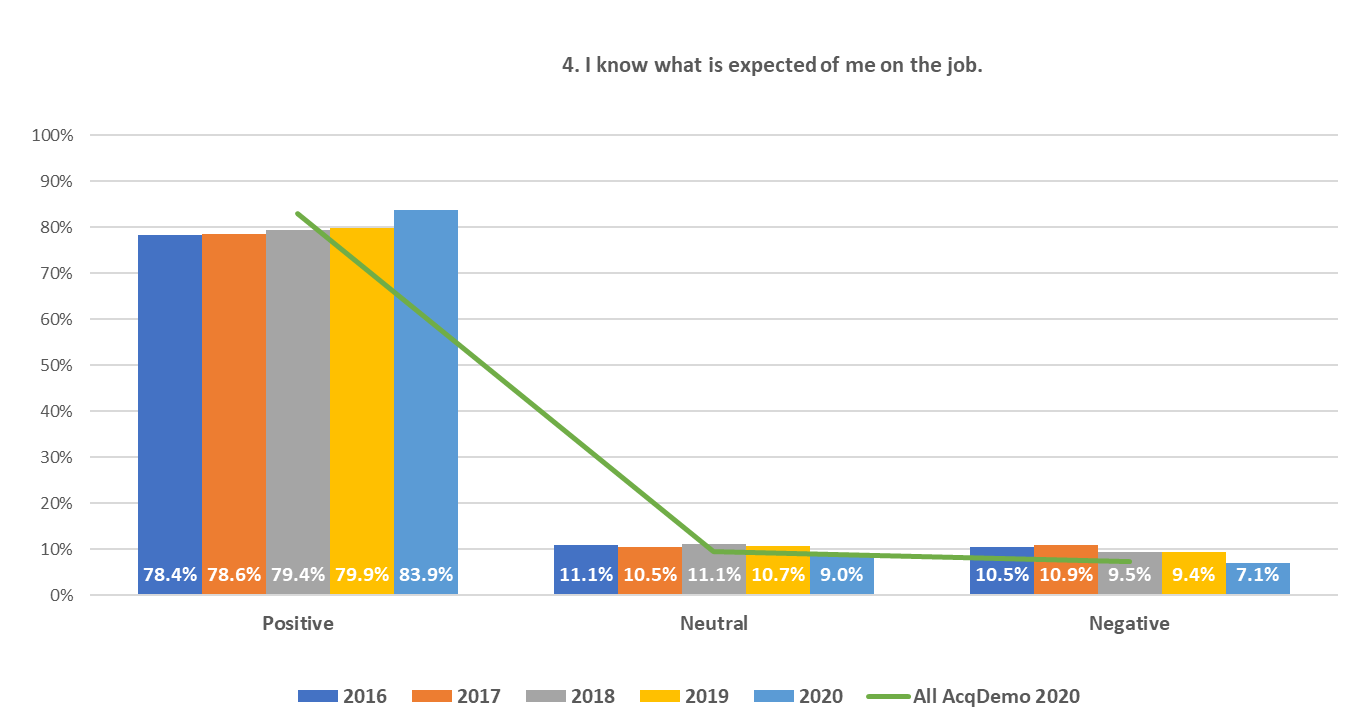 4. I know what is expected of me on the job.
100%
90%
80%
70%
60%
50%
40%
30%
20%
10%
0%
78.4% 78.6% 79.4% 79.9% 83.9% 11.1% 10.5% 11.1% 10.7% 9.0% 10.5% 10.9% 9.5% 9.4% 7.1%
Positive Neutral Negative
2016 2017 2018 2019 2020 All AcqDemo 2020